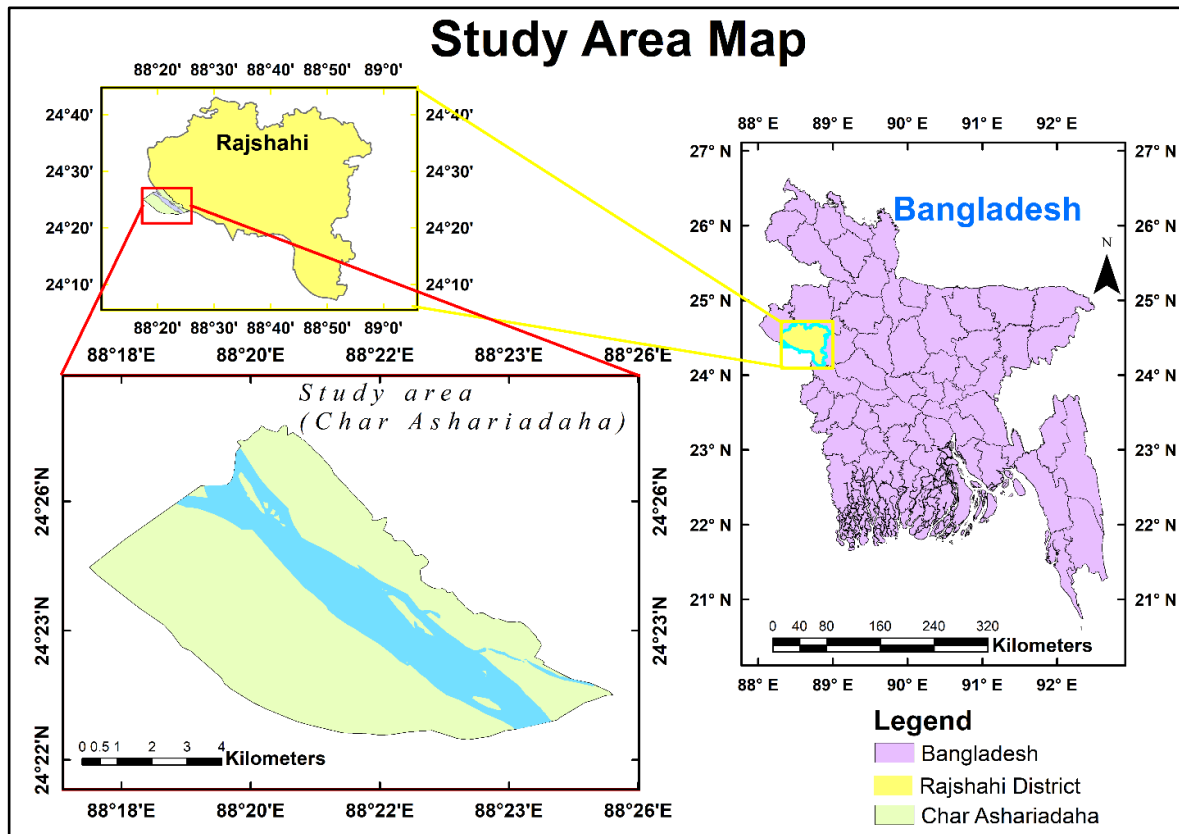 Study Area Map
88°20' 88°30' 88°40' 88°50' 89°0'
24°40' 24°40'
Rajshahi
24°30' 24°30'
24°20' 24°20'
24°10' 24°10'
88°20' 88°30' 88°40' 88°50' 89°0'
88° E 89° E 90° E 91° E 92° E
27° N 27° N
Bangladesh
26° N 26° N
N
25° N 25° N
24° N 24° N
23° N 23° N
22° N 22° N
21° N 21° N
0 40 80 160 240 320
Kilometers
88° E 89° E 90° E 91° E 92° E
88°18'E 88°20'E 88°22'E 88°23'E 88°26'E
Study area
(Char Ashariadaha)
24°26'N 24°26'N
24°23'N 24°23'N
24°22'N 24°22'N
0 0.5 1 2 3 4
Kilometers
88°18'E 88°20'E 88°22'E 88°23'E 88°26'E
Legend
Bangladesh
Rajshahi District
Char Ashariadaha